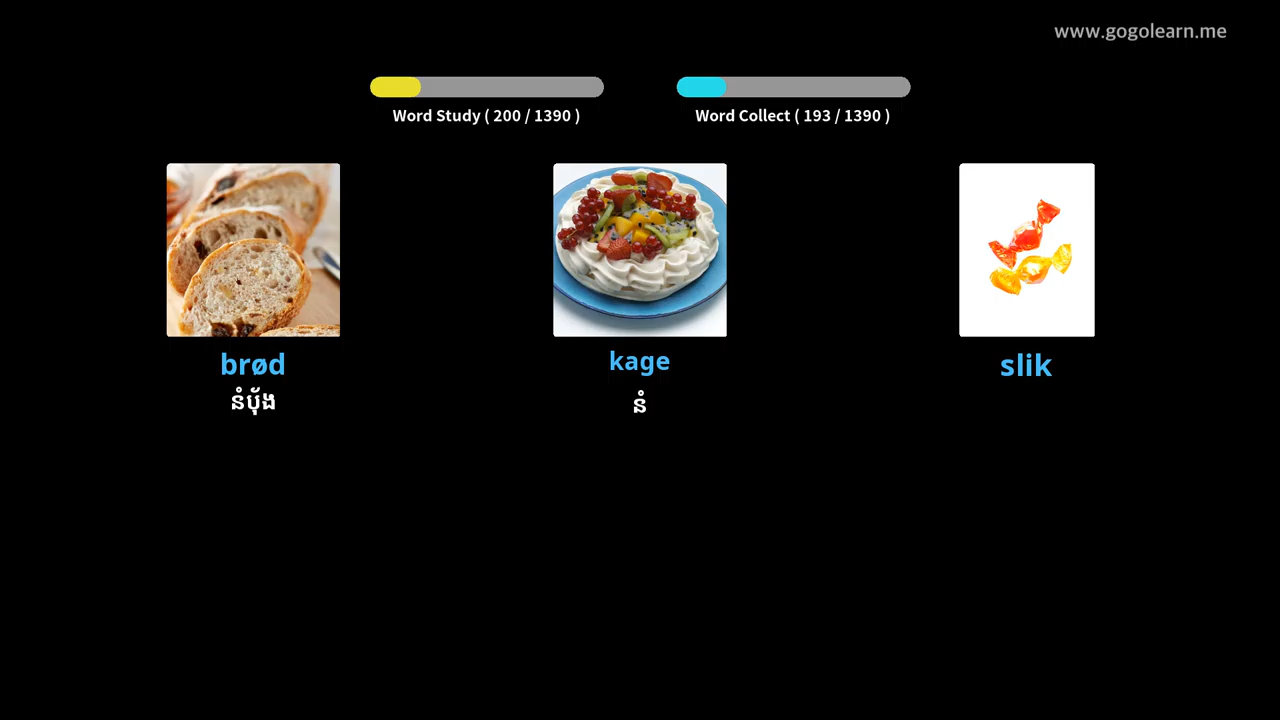 www.gogolearn.me
Word Study ( 200 / 1390 )
Word Collect ( 193 / 1390 )
brød
kage
slik
នំប៉័ង
នំ